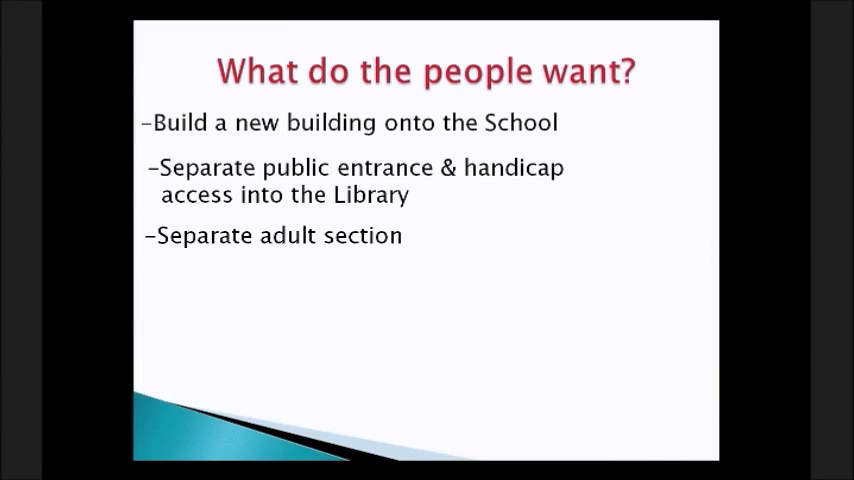 What do the people want?
-Build a new building onto the School
-Separate public entrance & handicap
access into the Library
-Separate adult section